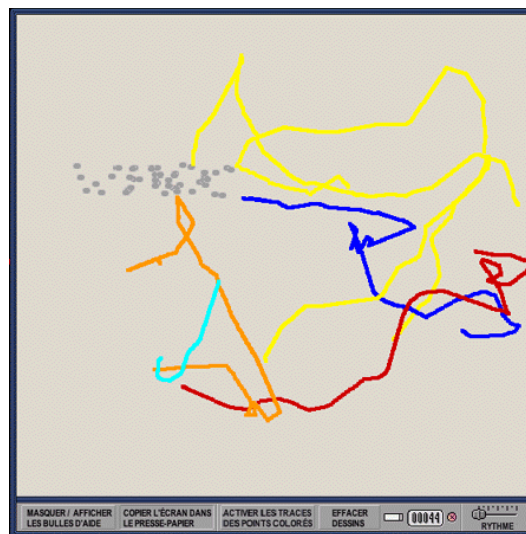 MASQUER / AFFICHER
LES BULLES D'AIDE
COPIER L'ÉCRAN DANS
LE PRESSE-PAPIER
ACTIVER LES TRACES
DES POINTS COLORÉS
EFFACER
DESSINS
00044
RYTHME